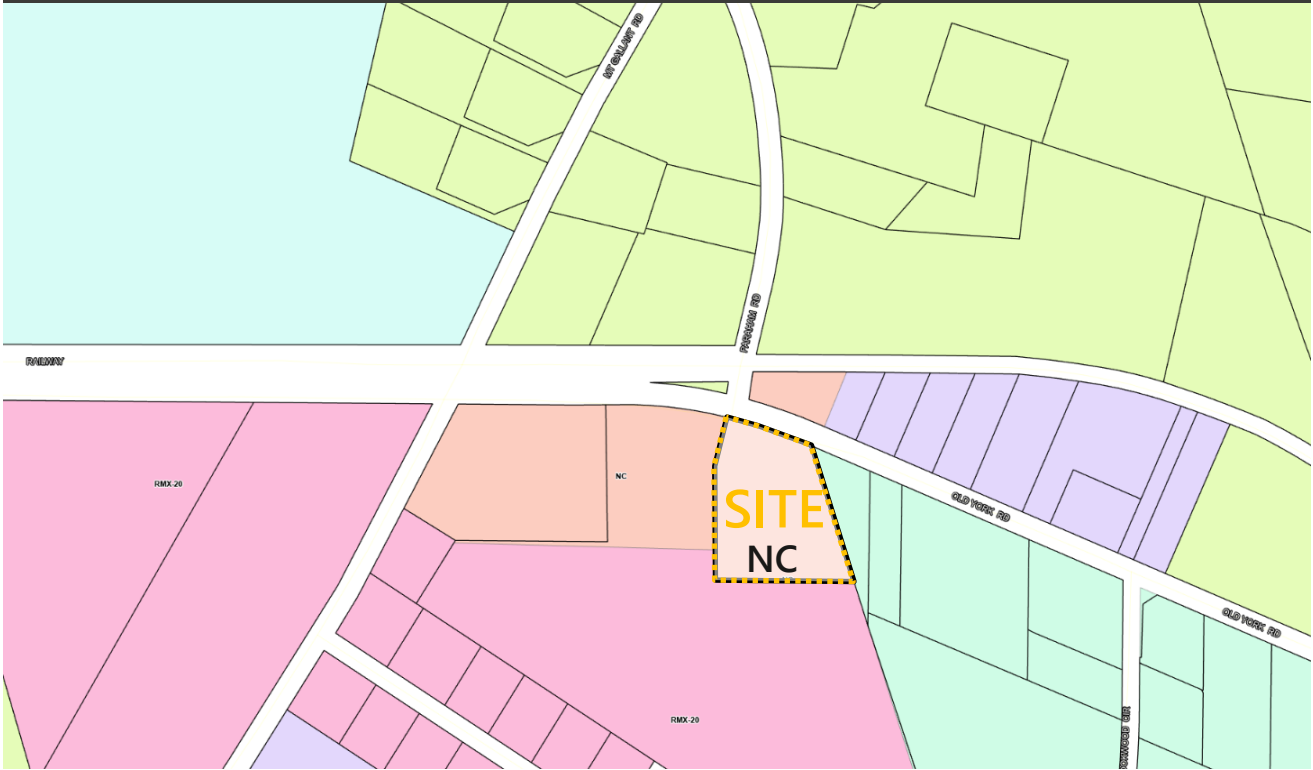 MT GALLANT RD
PARAHAM RD
RAILWAY
RMX-20
NC
SITE
NC
OLD YORK RD
OLD YORK RD
RMX-20